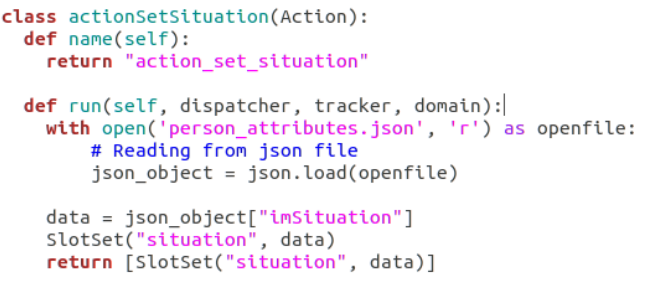 class actionSetSituation(Action):
  def name(self):
    return "action_set_situation"

  def run(self, dispatcher, tracker, domain):
    with open('person_attributes.json', 'r') as openfile:
        # Reading from json file
        json_object = json.load(openfile)

    data = json_object["imSituation"]
    SlotSet("situation", data)
    return [SlotSet("situation", data)]